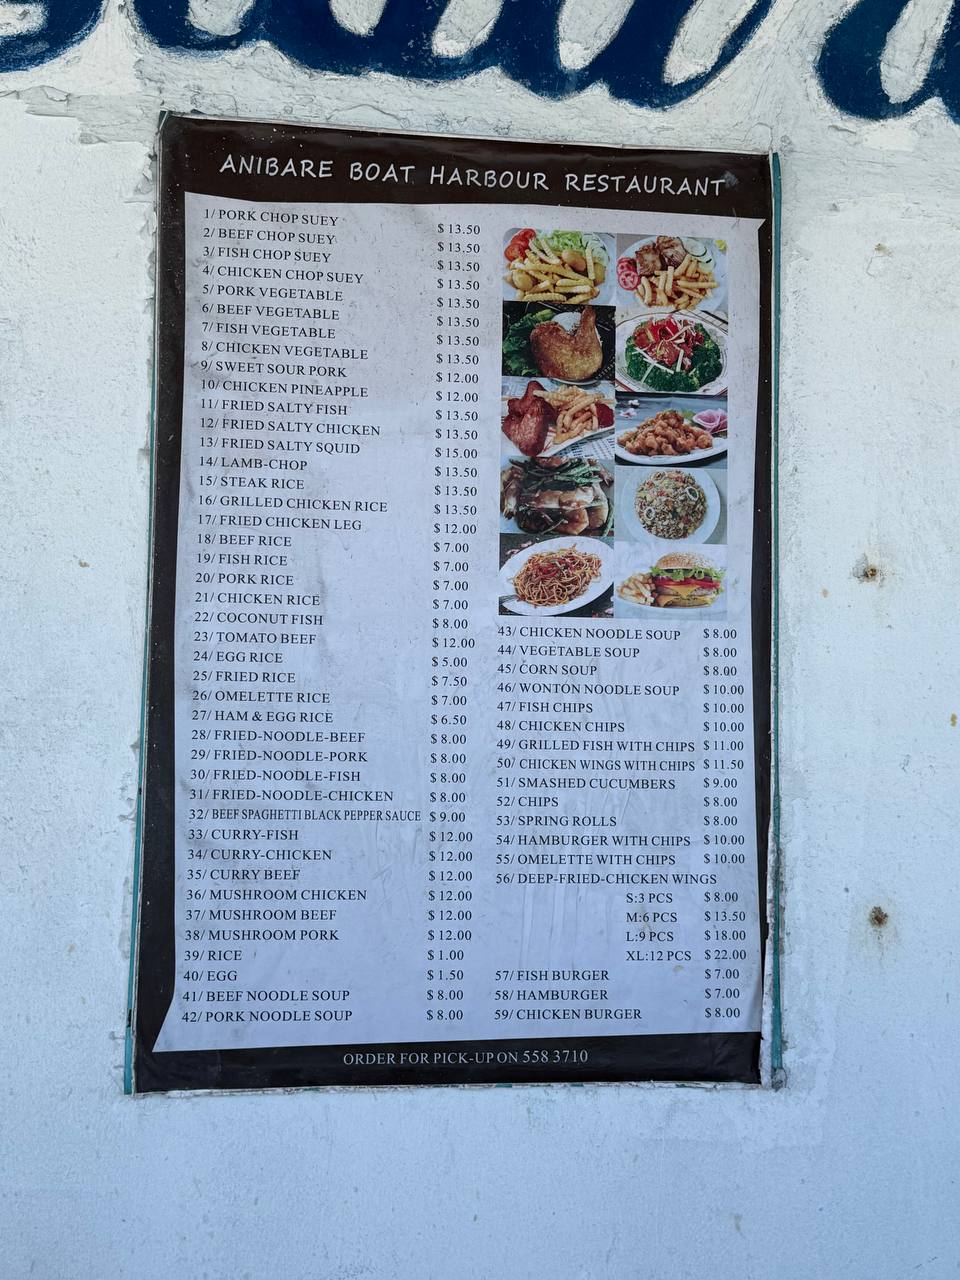 ANIBARE BOAT HARBOUR RESTAURANT
1/ PORK CHOP SUEY $ 13.50
2/ BEEF CHOP SUEY $ 13.50
3/ FISH CHOP SUEY $ 13.50
4/ CHICKEN CHOP SUEY $ 13.50
5/ PORK VEGETABLE $ 13.50
6/ BEEF VEGETABLE $ 13.50
7/ FISH VEGETABLE $ 13.50
8/ CHICKEN VEGETABLE $ 13.50
9/ SWEET SOUR PORK $ 12.00
10/ CHICKEN PINEAPPLE $ 12.00
11/ FRIED SALTY FISH $ 13.50
12/ FRIED SALTY CHICKEN $ 13.50
13/ FRIED SALTY SQUID $ 15.00
14/ LAMB-CHOP $ 13.50
15/ STEAK RICE $ 13.50
16/ GRILLED CHICKEN RICE $ 13.50
17/ FRIED CHICKEN LEG $ 12.00
18/ BEEF RICE $ 7.00
19/ FISH RICE $ 7.00
20/ PORK RICE $ 7.00
21/ CHICKEN RICE $ 7.00
22/ COCONUT FISH $ 8.00
23/ TOMATO BEEF $ 12.00
24/ EGG RICE $ 5.00
25/ FRIED RICE $ 7.50
26/ OMELETTE RICE $ 7.00
27/ HAM & EGG RICE $ 6.50
28/ FRIED-NOODLE-BEEF $ 8.00
29/ FRIED-NOODLE-PORK $ 8.00
30/ FRIED-NOODLE-FISH $ 8.00
31/ FRIED-NOODLE-CHICKEN $ 8.00
32/ BEEF SPAGHETTI BLACK PEPPER SAUCE $ 9.00
33/ CURRY-FISH $ 12.00
34/ CURRY-CHICKEN $ 12.00
35/ CURRY BEEF $ 12.00
36/ MUSHROOM CHICKEN $ 12.00
37/ MUSHROOM BEEF $ 12.00
38/ MUSHROOM PORK $ 12.00
39/ RICE $ 1.00
40/ EGG $ 1.50
41/ BEEF NOODLE SOUP $ 8.00
42/ PORK NOODLE SOUP $ 8.00
43/ CHICKEN NOODLE SOUP $ 8.00
44/ VEGETABLE SOUP $ 8.00
45/ CORN SOUP $ 8.00
46/ WONTON NOODLE SOUP $ 10.00
47/ FISH CHIPS $ 10.00
48/ CHICKEN CHIPS $ 10.00
49/ GRILLED FISH WITH CHIPS $ 11.00
50/ CHICKEN WINGS WITH CHIPS $ 11.50
51/ SMASHED CUCUMBERS $ 9.00
52/ CHIPS $ 8.00
53/ SPRING ROLLS $ 8.00
54/ HAMBURGER WITH CHIPS $ 10.00
55/ OMELETTE WITH CHIPS $ 10.00
56/ DEEP-FRIED-CHICKEN WINGS
S:3 PCS $ 8.00
M:6 PCS $ 13.50
L:9 PCS $ 18.00
XL:12 PCS $ 22.00
57/ FISH BURGER $ 7.00
58/ HAMBURGER $ 7.00
59/ CHICKEN BURGER $ 8.00
ORDER FOR PICK-UP ON 558 3710